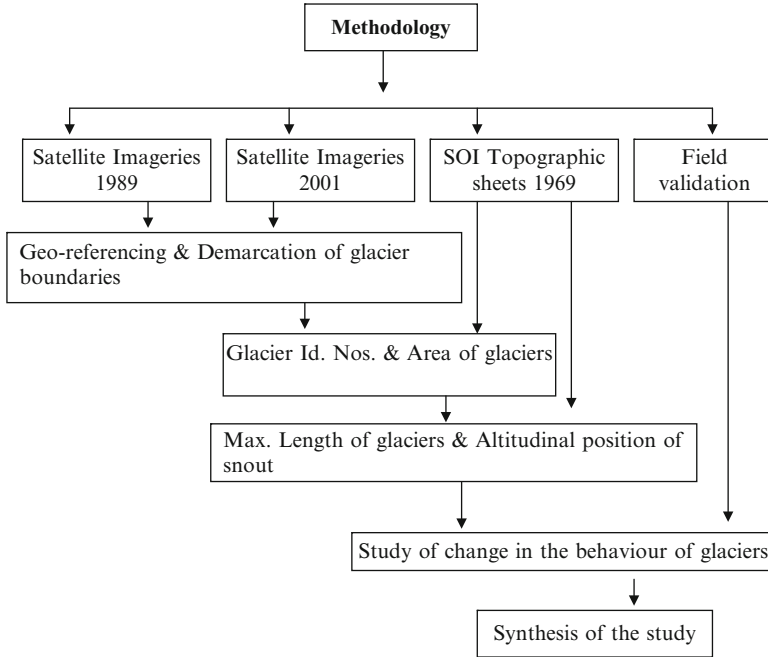 Methodology
Satellite Imageries
1989
Satellite Imageries
2001
SOI Topographic
sheets 1969
Field
validation
Geo-referencing & Demarcation of glacier
boundaries
Glacier Id. Nos. & Area of glaciers
Max. Length of glaciers & Altitudinal position of
snout
Study of change in the behaviour of glaciers
Synthesis of the study